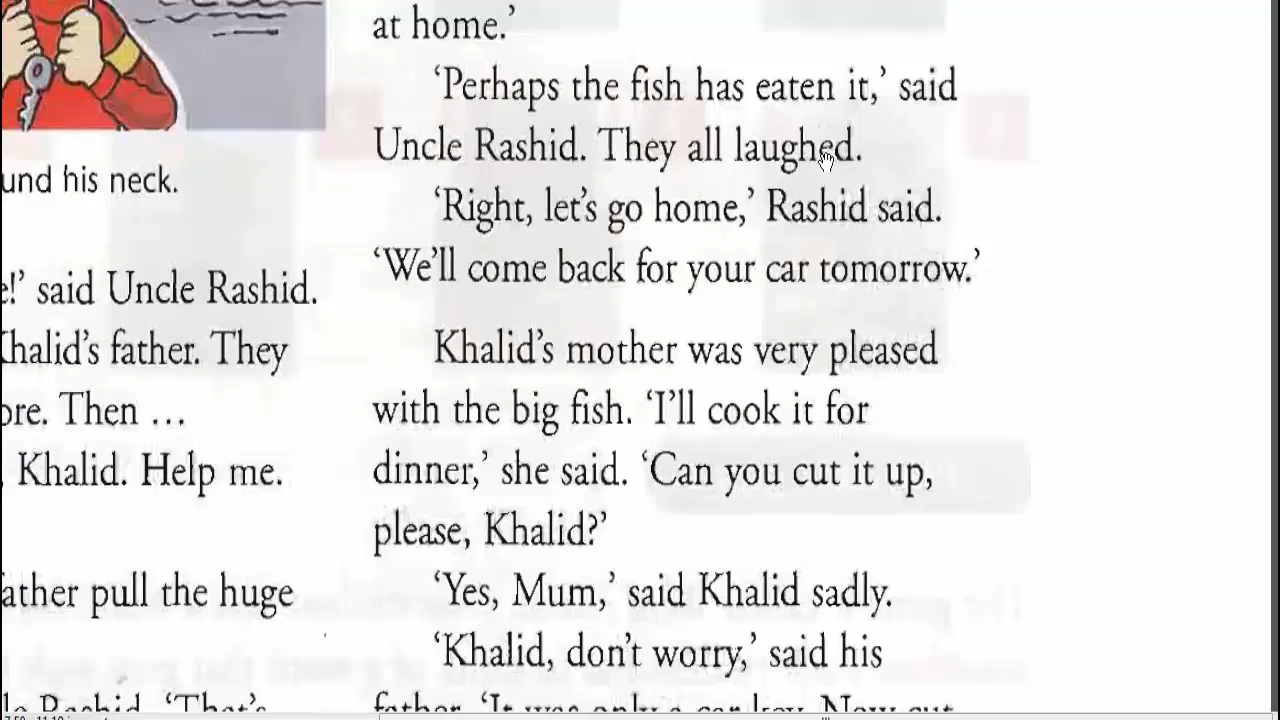 und his neck.
e!’ said Uncle Rashid.
Khalid’s father. They
ore. Then ...
Khalid. Help me.
ather pull the huge
‘That’s
at home.’
‘Perhaps the fish has eaten it,’ said
Uncle Rashid. They all laughed.
‘Right, let’s go home,’ Rashid said.
‘We’ll come back for your car tomorrow.’
Khalid’s mother was very pleased
with the big fish. ‘I’ll cook it for
dinner,’ she said. ‘Can you cut it up,
please, Khalid?’
‘Yes, Mum,’ said Khalid sadly.
‘Khalid, don’t worry,’ said his
father. ‘It was only a car key. Now cut